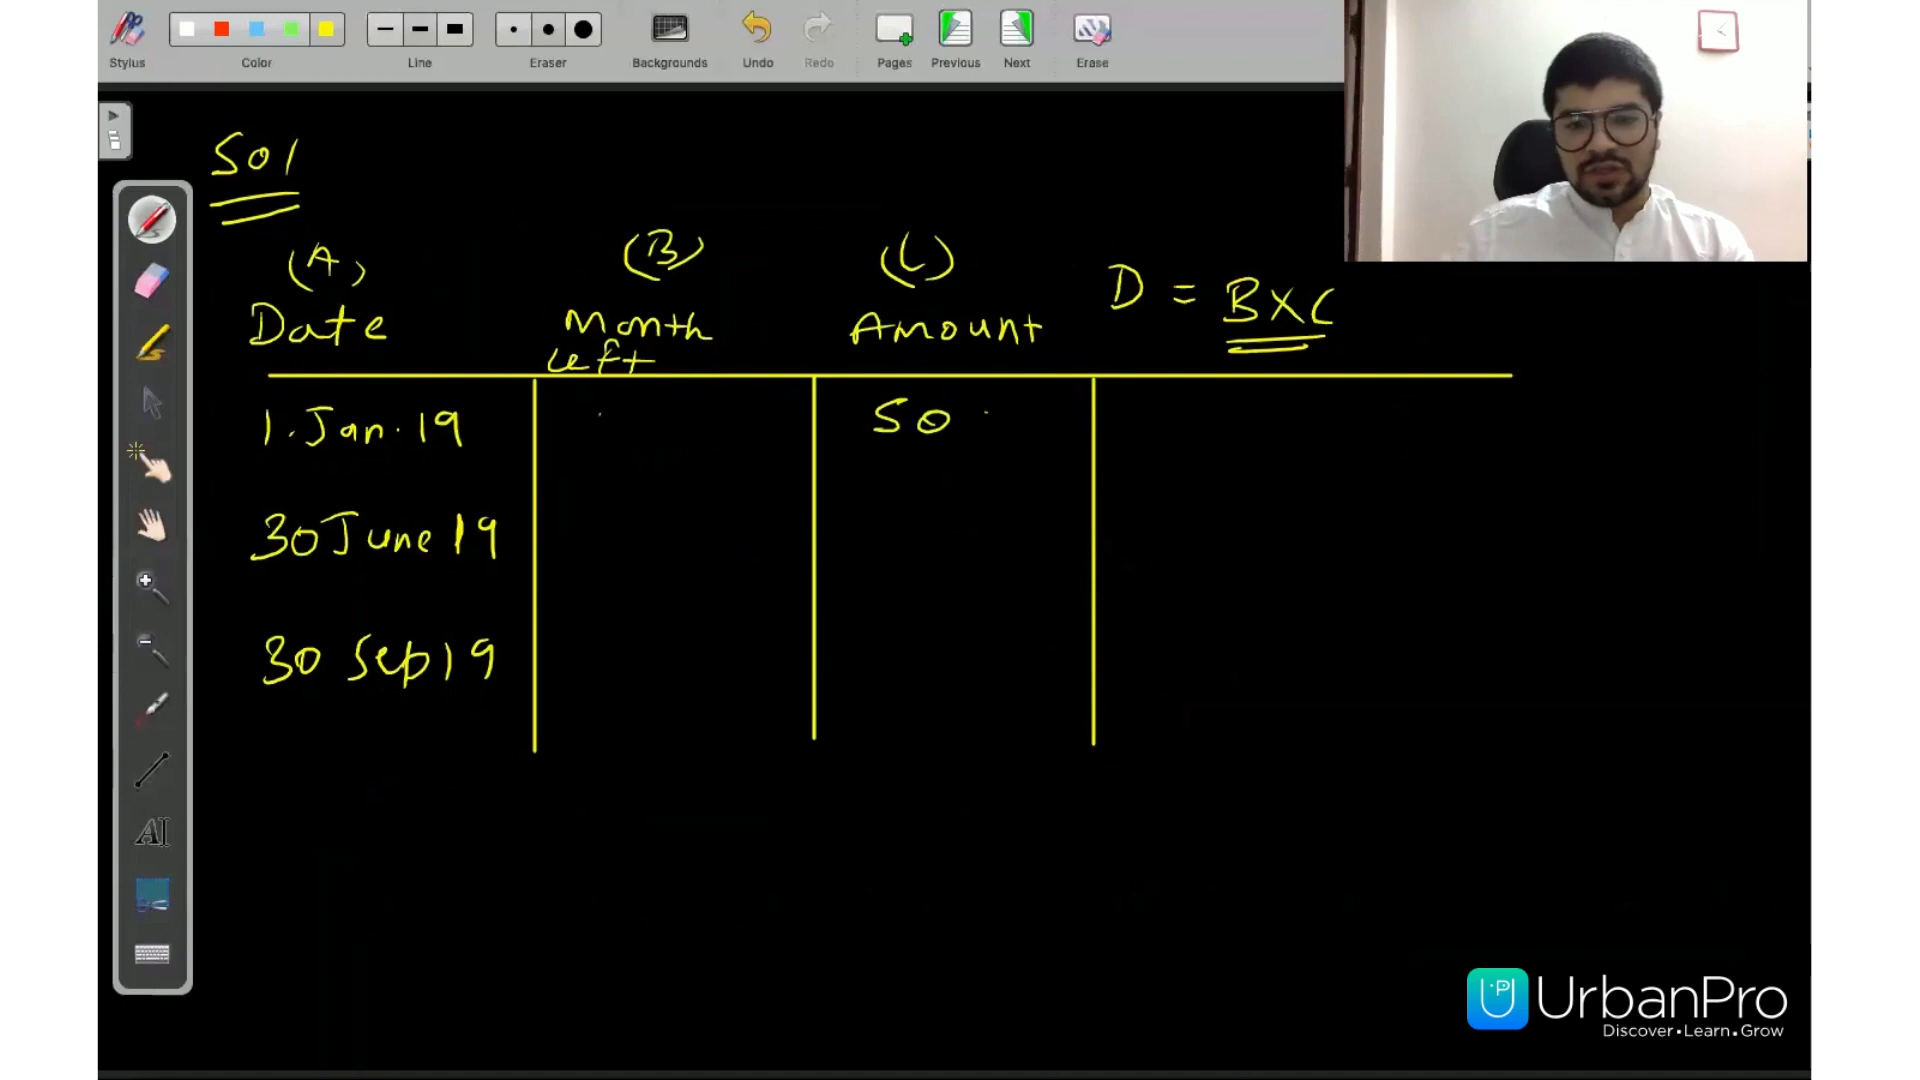 Stylus Color Line Eraser Backgrounds Undo Redo Pages Previous Next Erase
Sol
(A) (B) (C) D = B×C
Date Month left Amount
1. Jan. 19 50
30 June 19
30 Sep 19
AI
UrbanPro
Discover•Learn•Grow